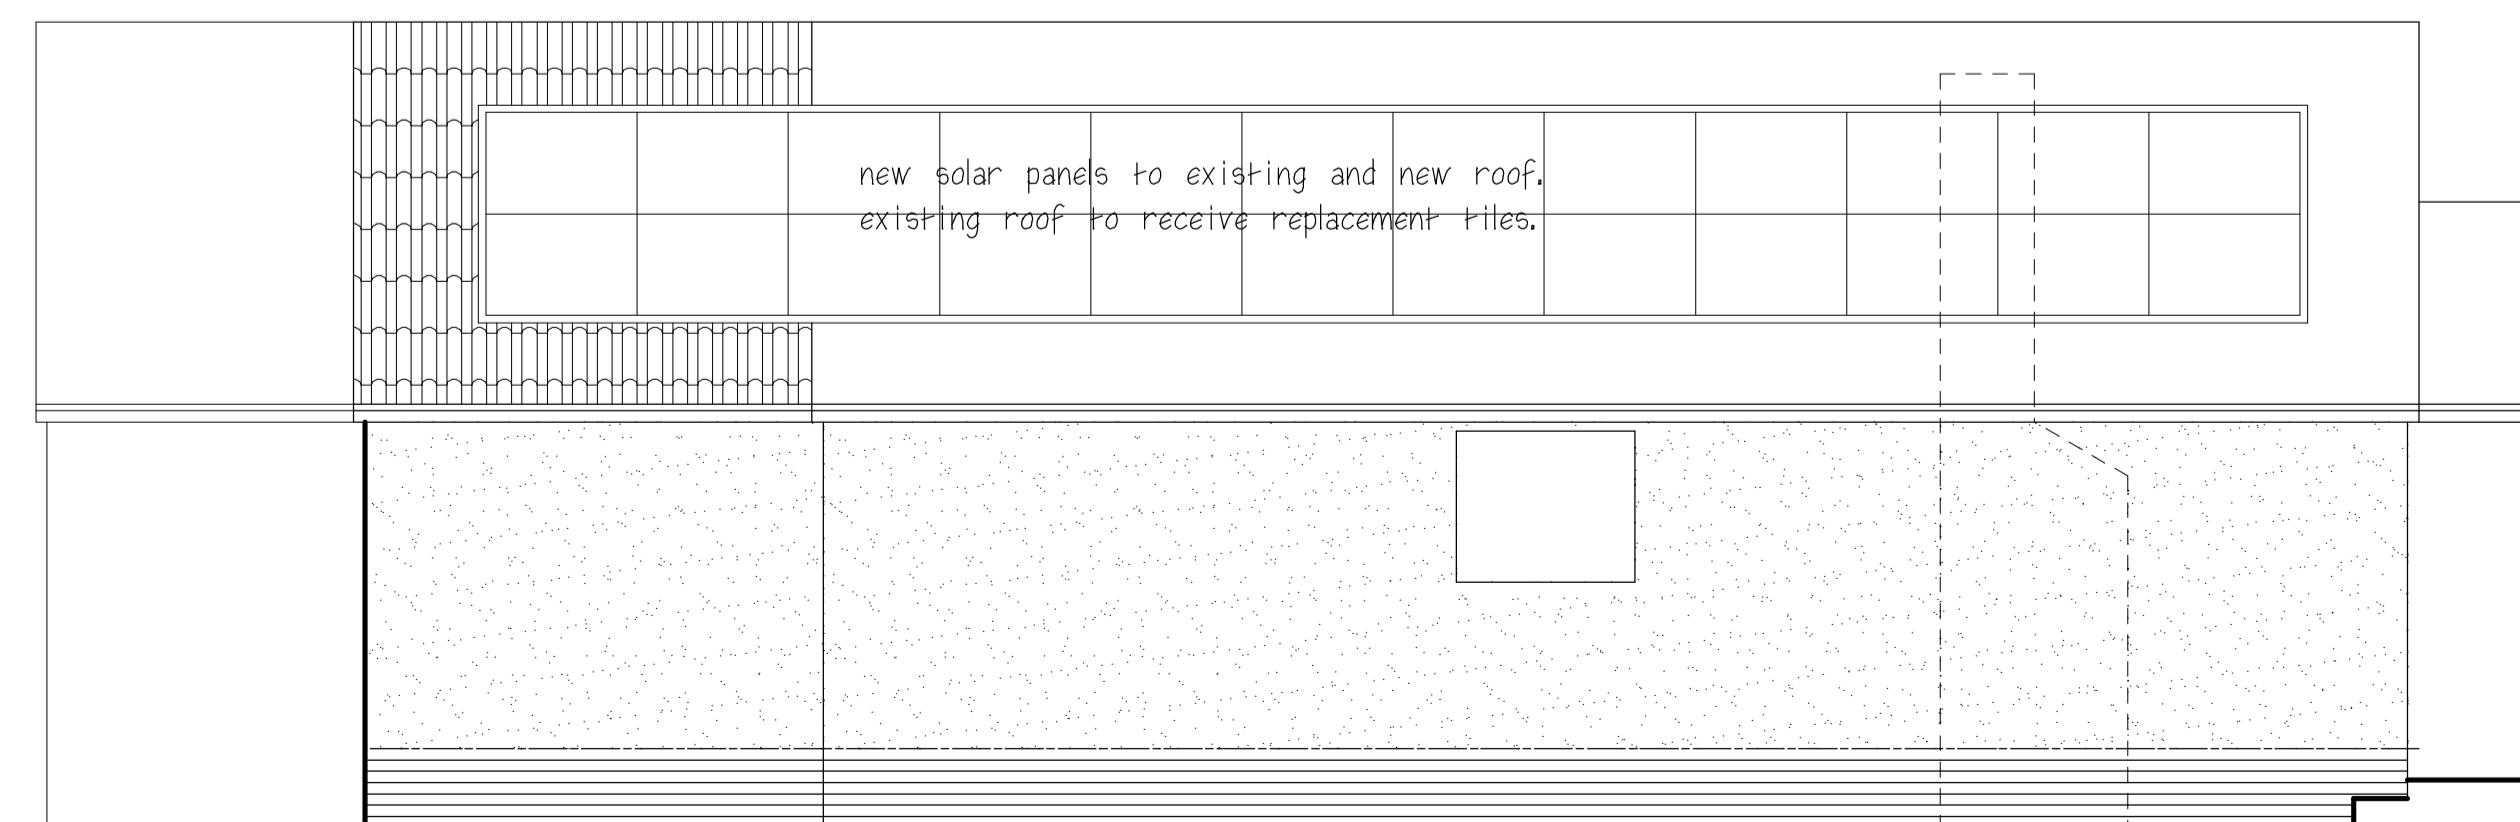 new solar panels to existing and new roof.
existing roof to receive replacement tiles.